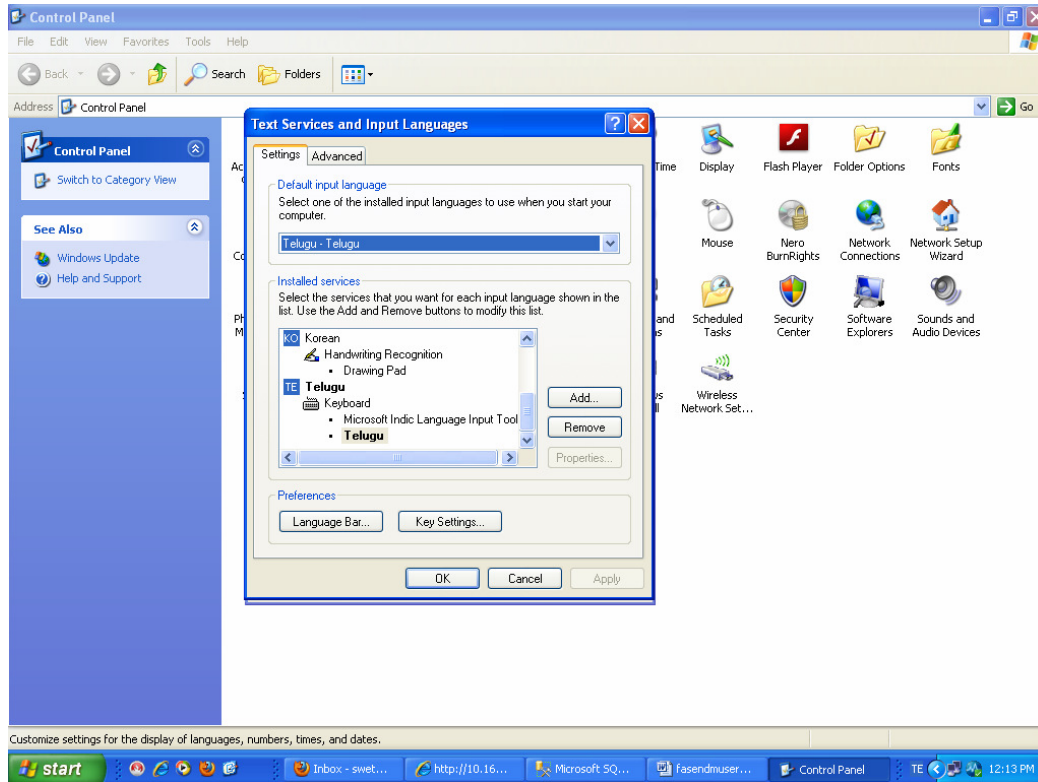 Control Panel
File Edit View Favorites Tools Help
Back Search Folders
Address Control Panel Go
Control Panel
Switch to Category View
See Also
Windows Update
Help and Support
Text Services and Input Languages
Settings Advanced
Default input language
Select one of the installed input languages to use when you start your
computer.
Telugu - Telugu
Installed services
Select the services that you want for each input language shown in the
list. Use the Add and Remove buttons to modify this list.
KO Korean
Handwriting Recognition
Drawing Pad
TE Telugu
Keyboard
Microsoft Indic Language Input Tool
Telugu
Add...
Remove
Properties...
Preferences
Language Bar... Key Settings...
OK Cancel Apply
Time Display Flash Player Folder Options Fonts
Mouse Nero
BurnRights Network
Connections Network Setup
Wizard
and Scheduled
Tasks Security
Center Software
Explorers Sounds and
Audio Devices
Wireless
Network Set...
Customize settings for the display of languages, numbers, times, and dates.
start Inbox - swet... http://10.16... Microsoft SQ... fasendmuser... Control Panel TE 12:13 PM